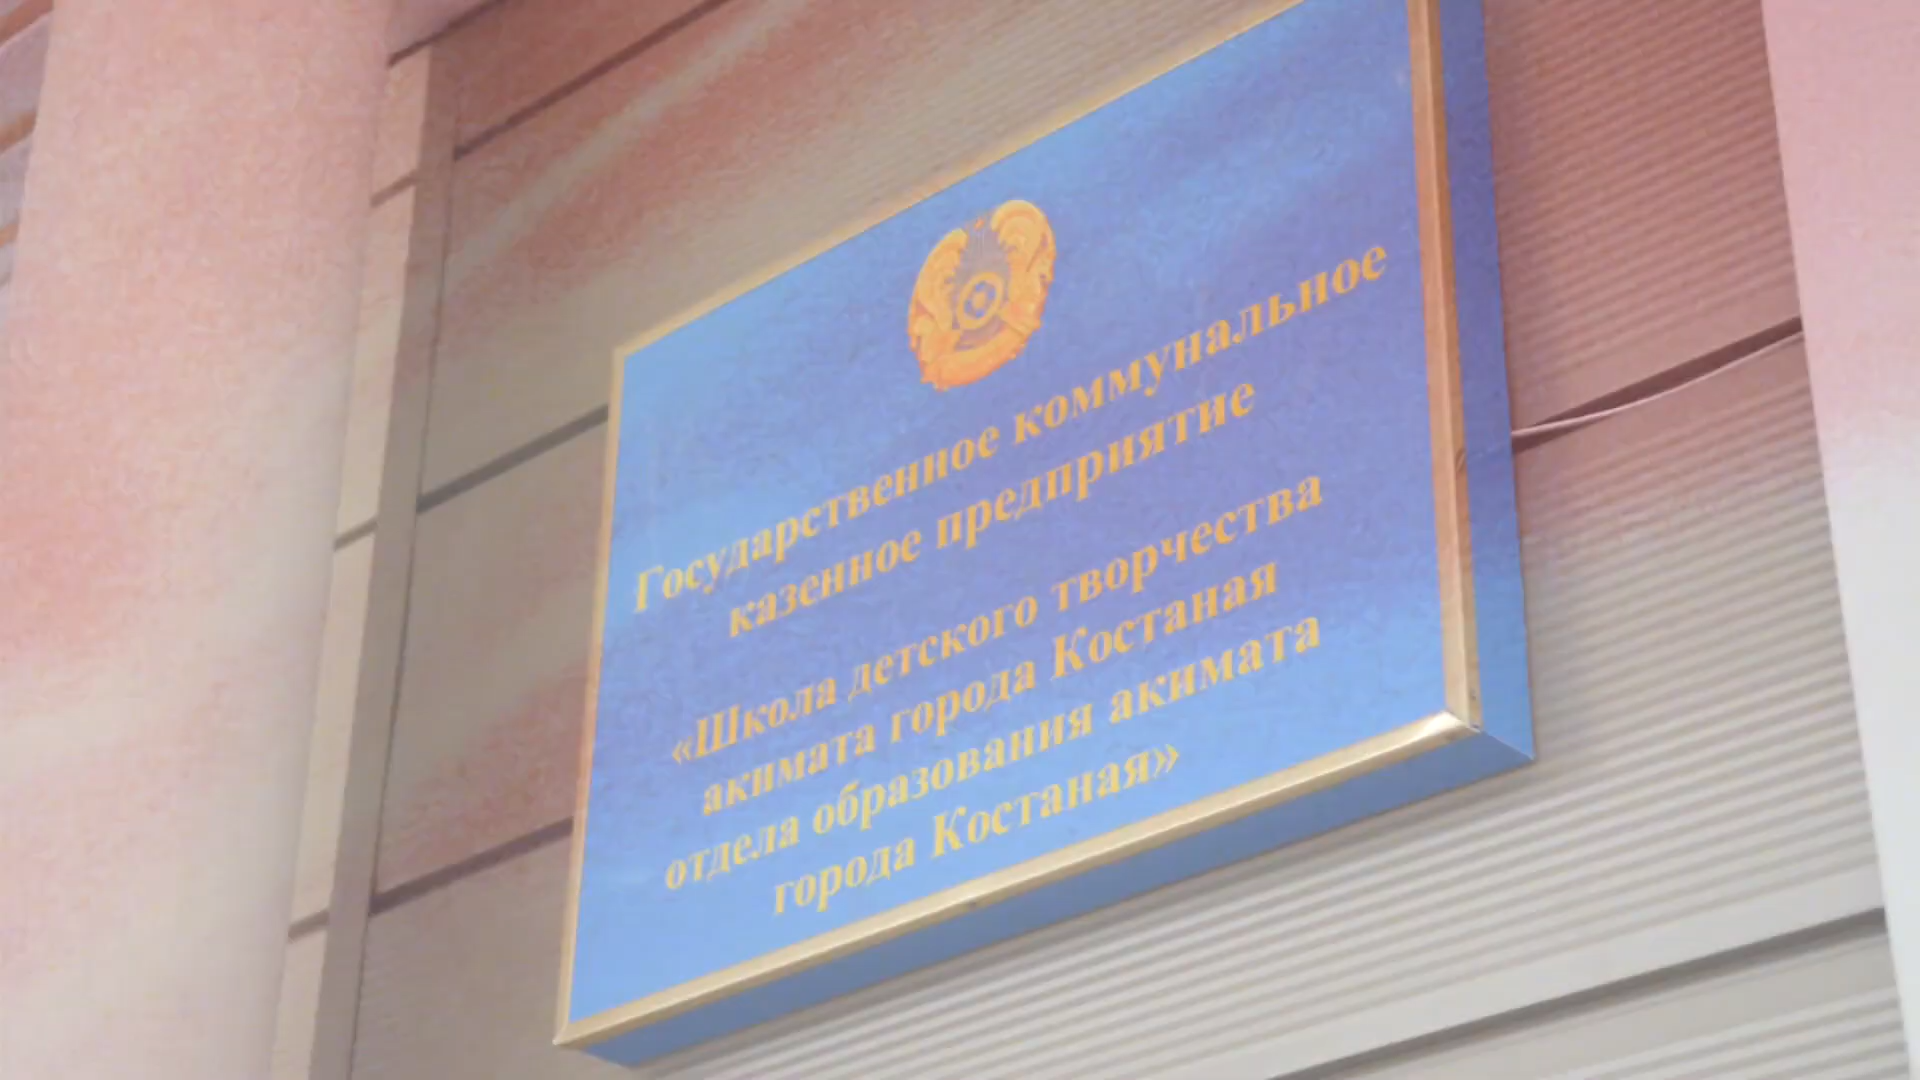 Государственное коммунальное
казенное предприятие
«Школа детского творчества
акимата города Костаная
отдела образования акимата
города Костаная»